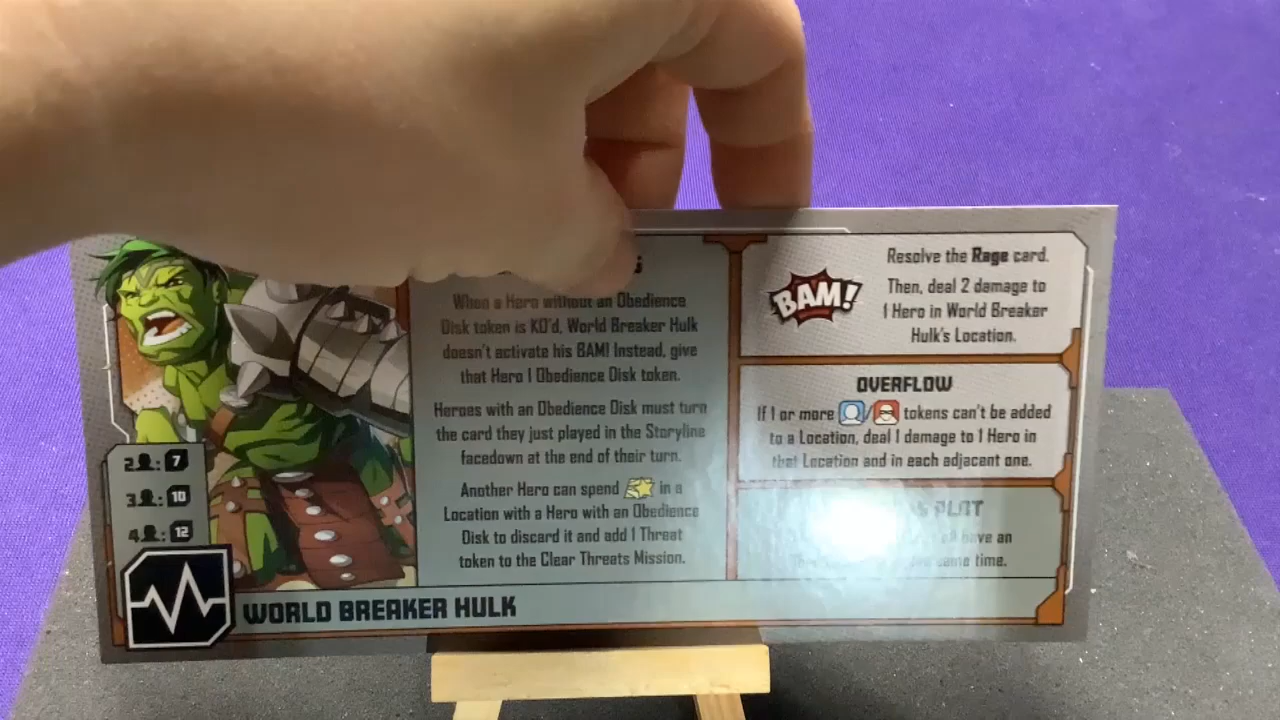 When a Hero without an Obedience
Disk token is KO'd, World Breaker Hulk
doesn't activate his BAM! Instead, give
that Hero 1 Obedience Disk token.
Heroes with an Obedience Disk must turn
the card they just played in the Storyline
facedown at the end of their turn.
Another Hero can spend in a
Location with a Hero with an Obedience
Disk to discard it and add 1 Threat
token to the Clear Threats Mission.
BAM!
Resolve the Rage card.
Then, deal 2 damage to
1 Hero in World Breaker
Hulk's Location.
OVERFLOW
If 1 or more / tokens can't be added
to a Location, deal 1 damage to 1 Hero in
that Location and in each adjacent one.
PLOT
all have an
same time.
2 : 7
3 : 10
4 : 12
WORLD BREAKER HULK